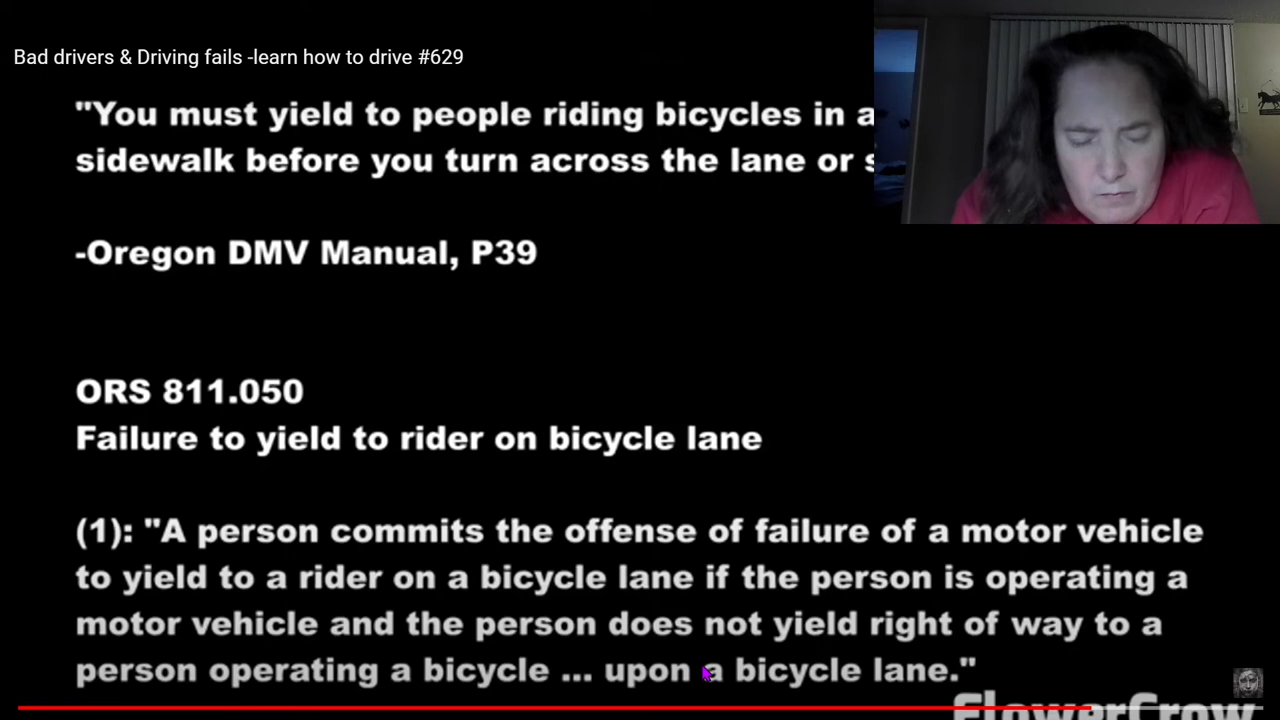 Bad drivers & Driving fails -learn how to drive #629
"You must yield to people riding bicycles in a
sidewalk before you turn across the lane or s
-Oregon DMV Manual, P39
ORS 811.050
Failure to yield to rider on bicycle lane
(1): "A person commits the offense of failure of a motor vehicle
to yield to a rider on a bicycle lane if the person is operating a
motor vehicle and the person does not yield right of way to a
person operating a bicycle ... upon a bicycle lane."
FlowerCrow